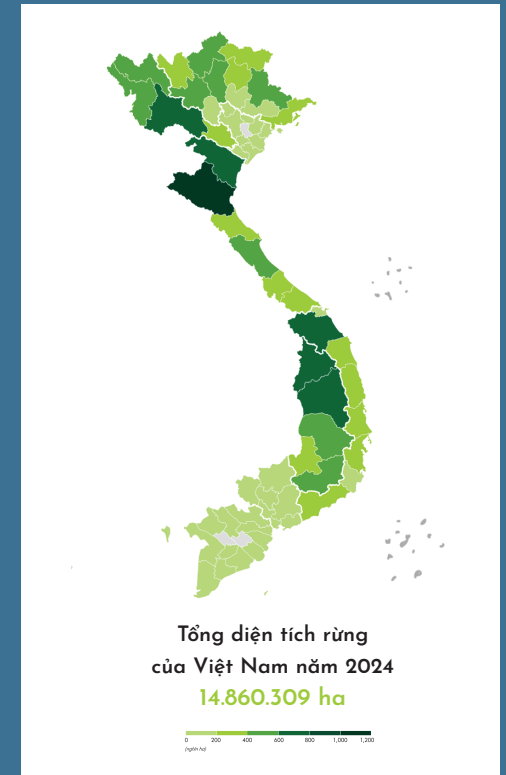 Tổng diện tích rừng
của Việt Nam năm 2024
14.860.309 ha
0 200 400 600 800 1,000 1,200
(nghìn ha)